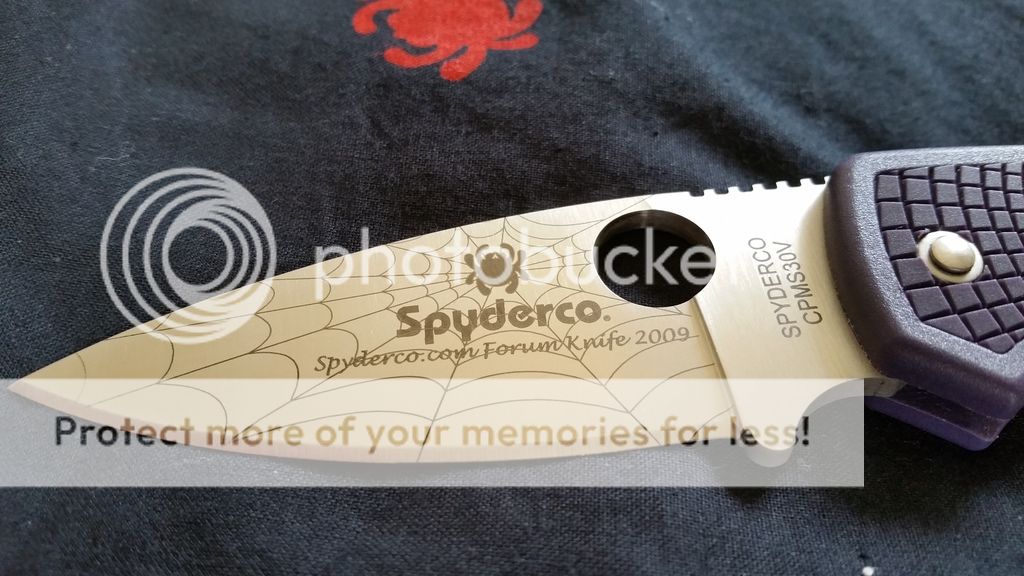 photobucket
Spyderco.
Spyderco.com Forum Knife 2009
SPYDERCO
CPMS30V
Protect more of your memories for less!